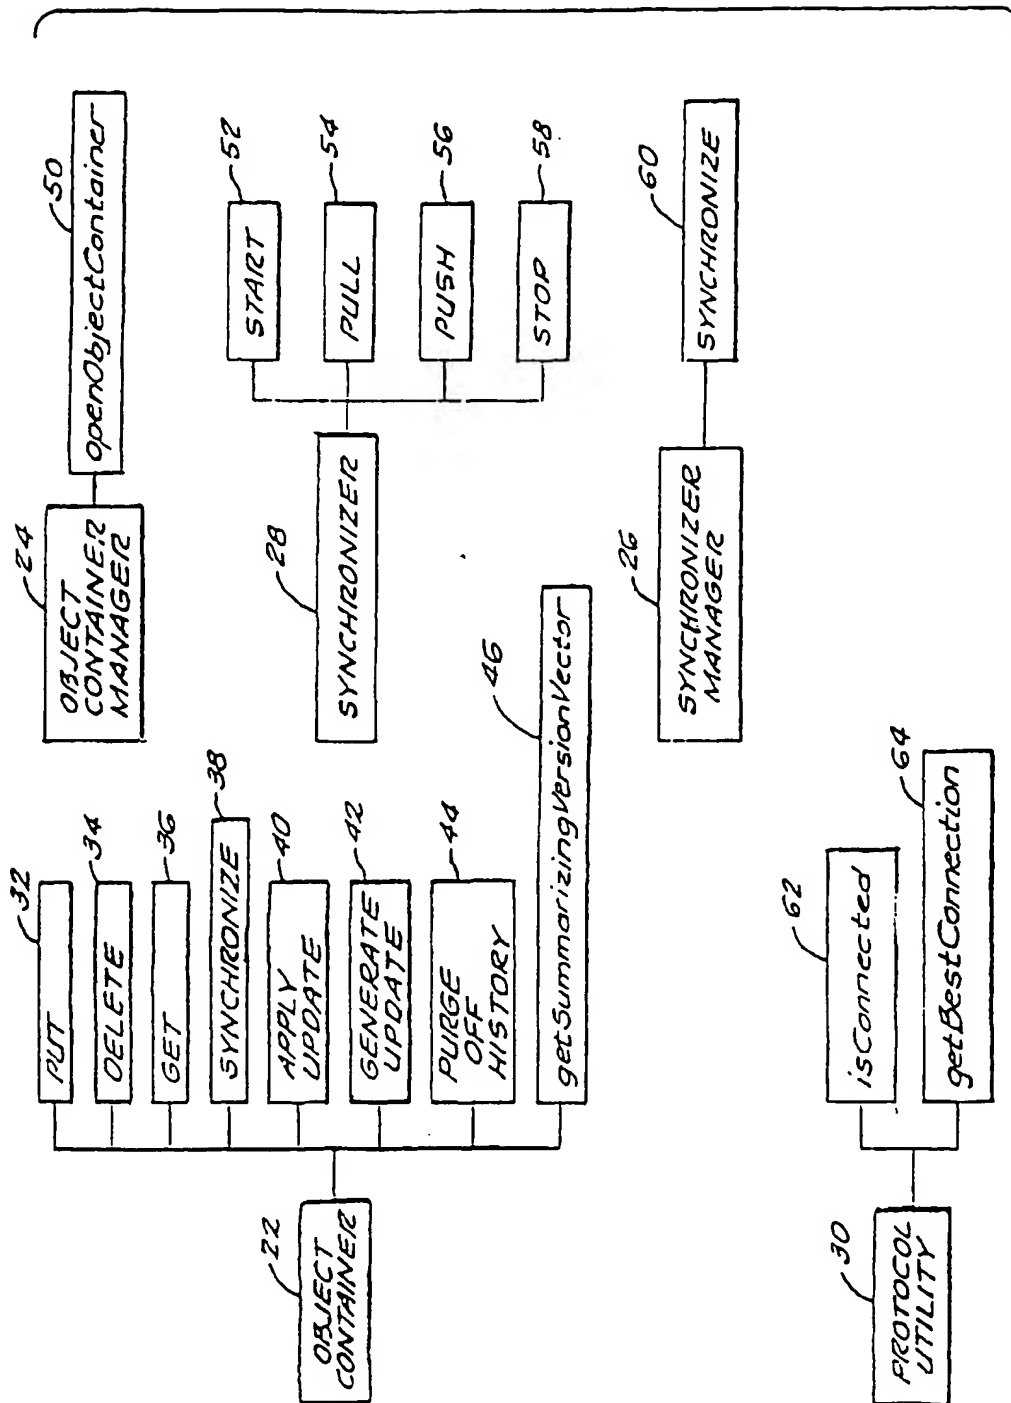 22
OBJECT
CONTAINER
32
PUT
34
DELETE
36
GET
38
SYNCHRONIZE
40
APPLY
UPDATE
42
GENERATE
UPDATE
44
PURGE
OFF
HISTORY
46
getSummarizingVersionVector
24
OBJECT
CONTAINER
MANAGER
50
openObjectContainer
28
SYNCHRONIZER
52
START
54
PULL
56
PUSH
58
STOP
26
SYNCHRONIZER
MANAGER
60
SYNCHRONIZE
30
PROTOCOL
UTILITY
62
isConnected
64
getBestConnection